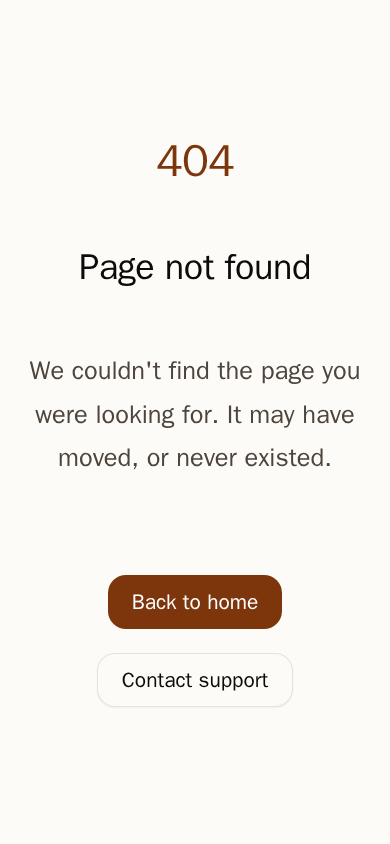 404
Page not found
We couldn't find the page you
were looking for. It may have
moved, or never existed.
Back to home
Contact support